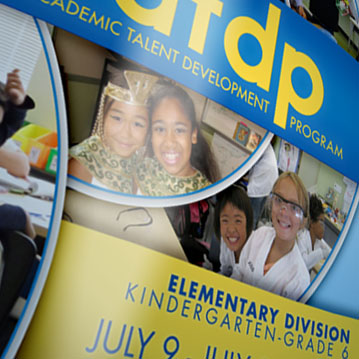 atdp
ACADEMIC TALENT DEVELOPMENT PROGRAM
ELEMENTARY DIVISION
KINDERGARTEN-GRADE 6
JULY 9